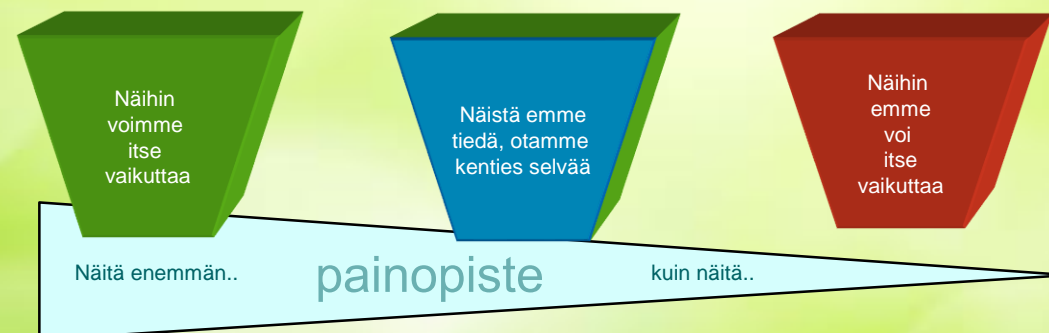 Näihin
voimme
itse
vaikuttaa
Näistä emme
tiedä, otamme
kenties selvää
Näihin
emme
voi
itse
vaikuttaa
Näitä enemmän.. painopiste kuin näitä..